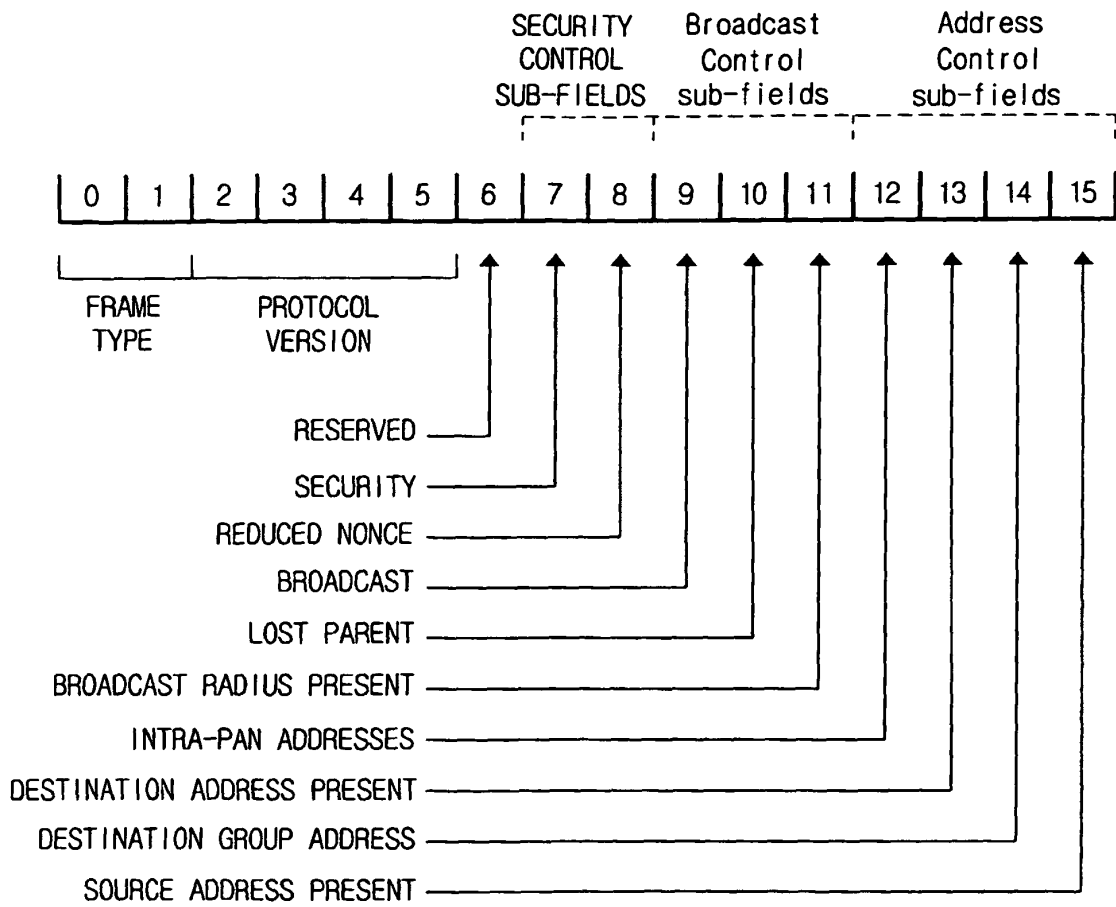 SECURITY
CONTROL
SUB-FIELDS
Broadcast
Control
sub-fields
Address
Control
sub-fields
0 1 2 3 4 5 6 7 8 9 10 11 12 13 14 15
FRAME
TYPE
PROTOCOL
VERSION
RESERVED
SECURITY
REDUCED NONCE
BROADCAST
LOST PARENT
BROADCAST RADIUS PRESENT
INTRA-PAN ADDRESSES
DESTINATION ADDRESS PRESENT
DESTINATION GROUP ADDRESS
SOURCE ADDRESS PRESENT